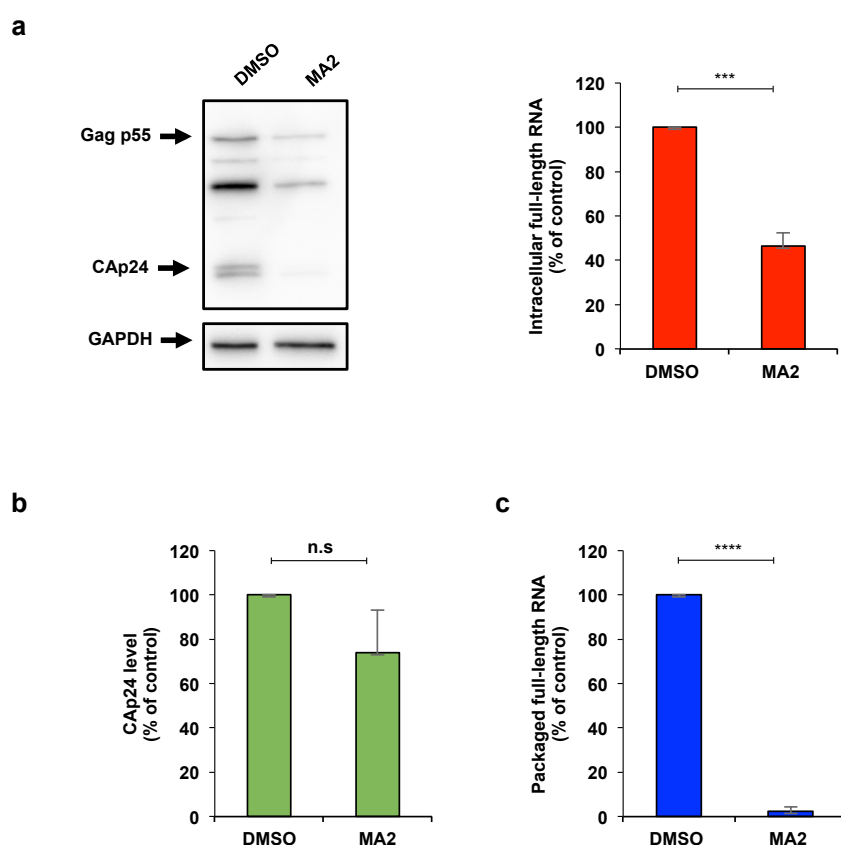 a
DMSO
MA2
Gag p55
CAp24
GAPDH
Intracellular full-length RNA
(% of control)
120
100
80
60
40
20
0
***
DMSO
MA2
b
CAp24 level
(% of control)
120
100
80
60
40
20
0
n.s
DMSO
MA2
c
Packaged full-length RNA
(% of control)
120
100
80
60
40
20
0
****
DMSO
MA2